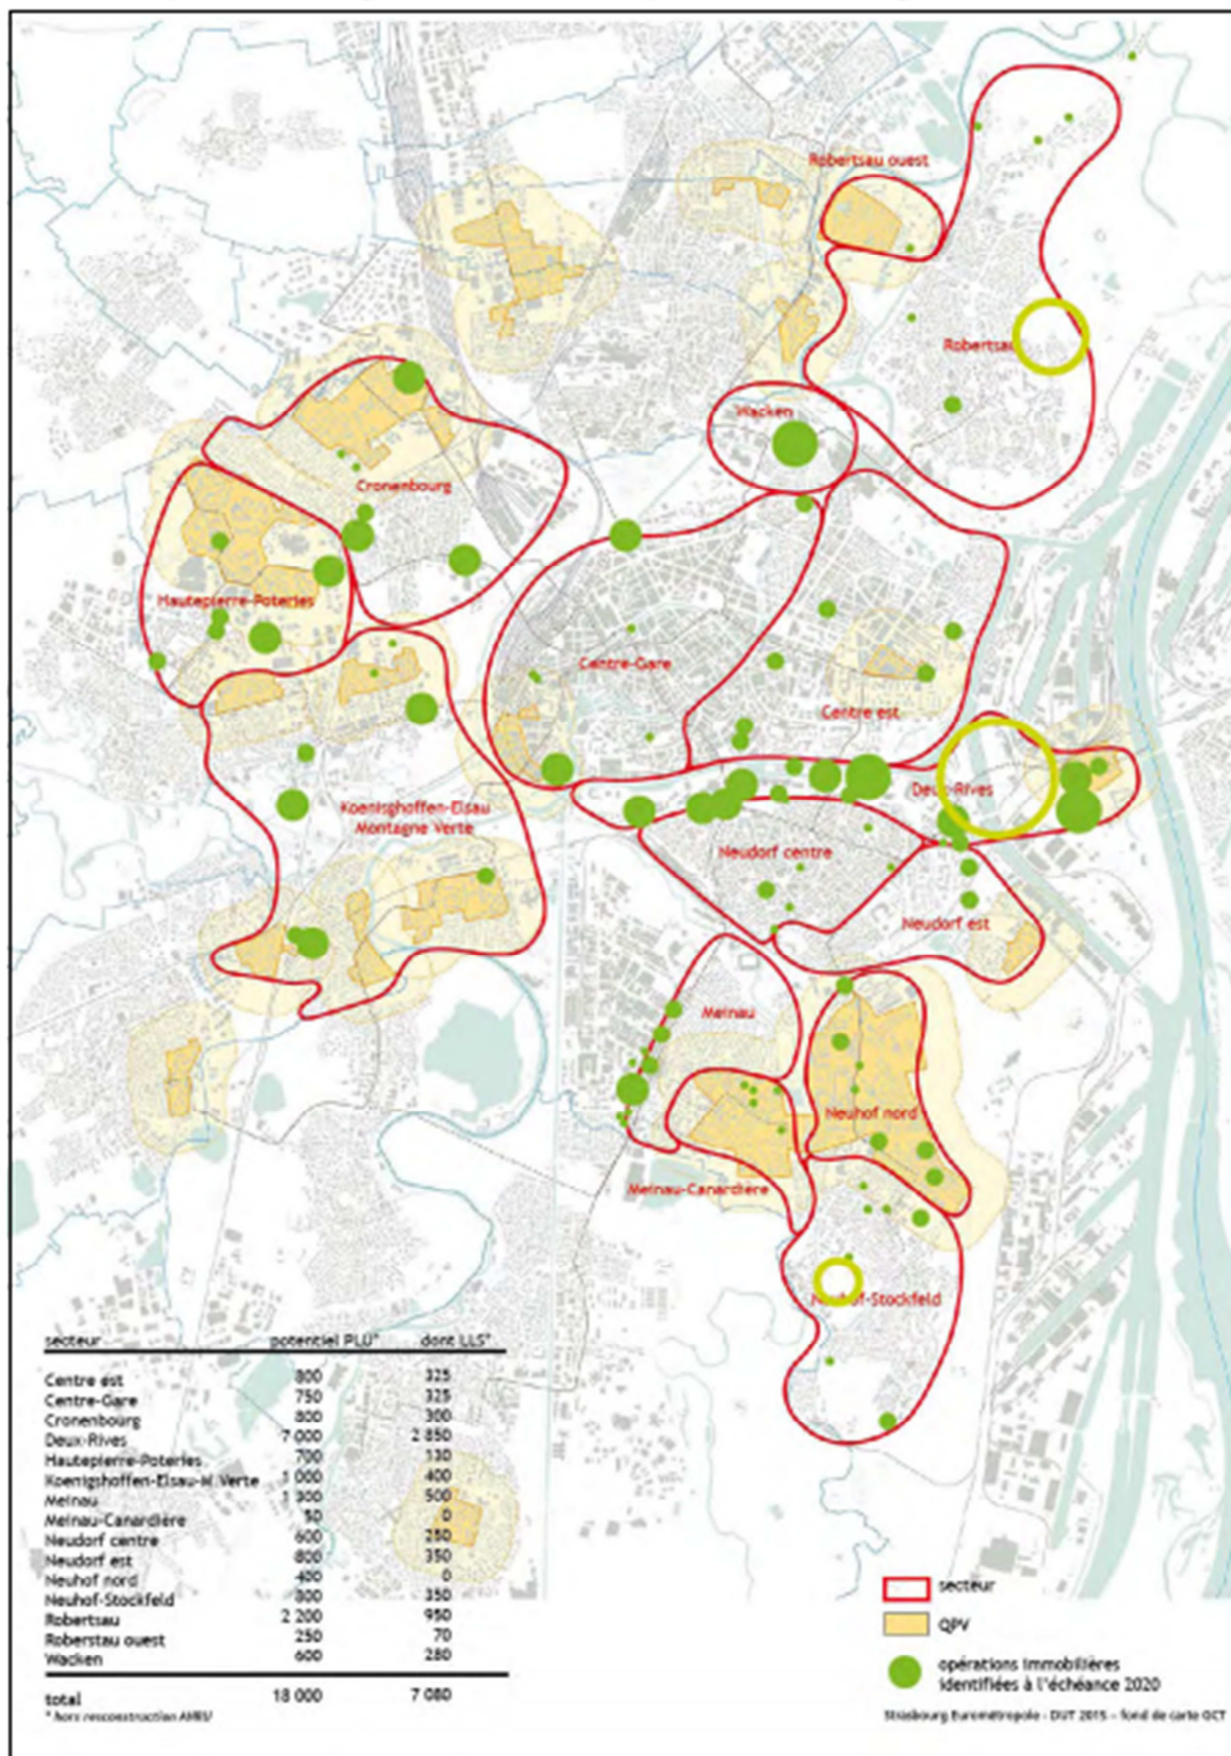 Robertsau ouest
Robertsau
Wacken
Cronenbourg
Hautepierre-Poteries
Centre-Gare
Centre est
Koenisghoffen-Elsau
Montagne Verte
Deux-Rives
Neudorf centre
Neudorf est
Meinau
Neuhof nord
Meinau-Canardière
Neuhof-Stockfeld
secteur potentiel PLU* dont LLS*
Centre est 800 325
Centre-Gare 750 325
Cronenbourg 800 300
Deux-Rives 7 000 2 850
Hautepierre-Poteries 700 130
Koenigshoffen-Elsau-M.Verte 1 000 400
Meinau 1 300 500
Meinau-Canardière 50 0
Neudorf centre 600 250
Neudorf est 800 350
Neuhof nord 400 0
Neuhof-Stockfeld 800 350
Robertsau 2 200 950
Roberstau ouest 250 70
Wacken 600 280
total 18 000 7 080
* hors resconstruction ANRU
secteur
QPV
opérations immobilières
identifiées à l'échéance 2020
Strasbourg Eurométropole - DUT 2015 - fond de carte OCT